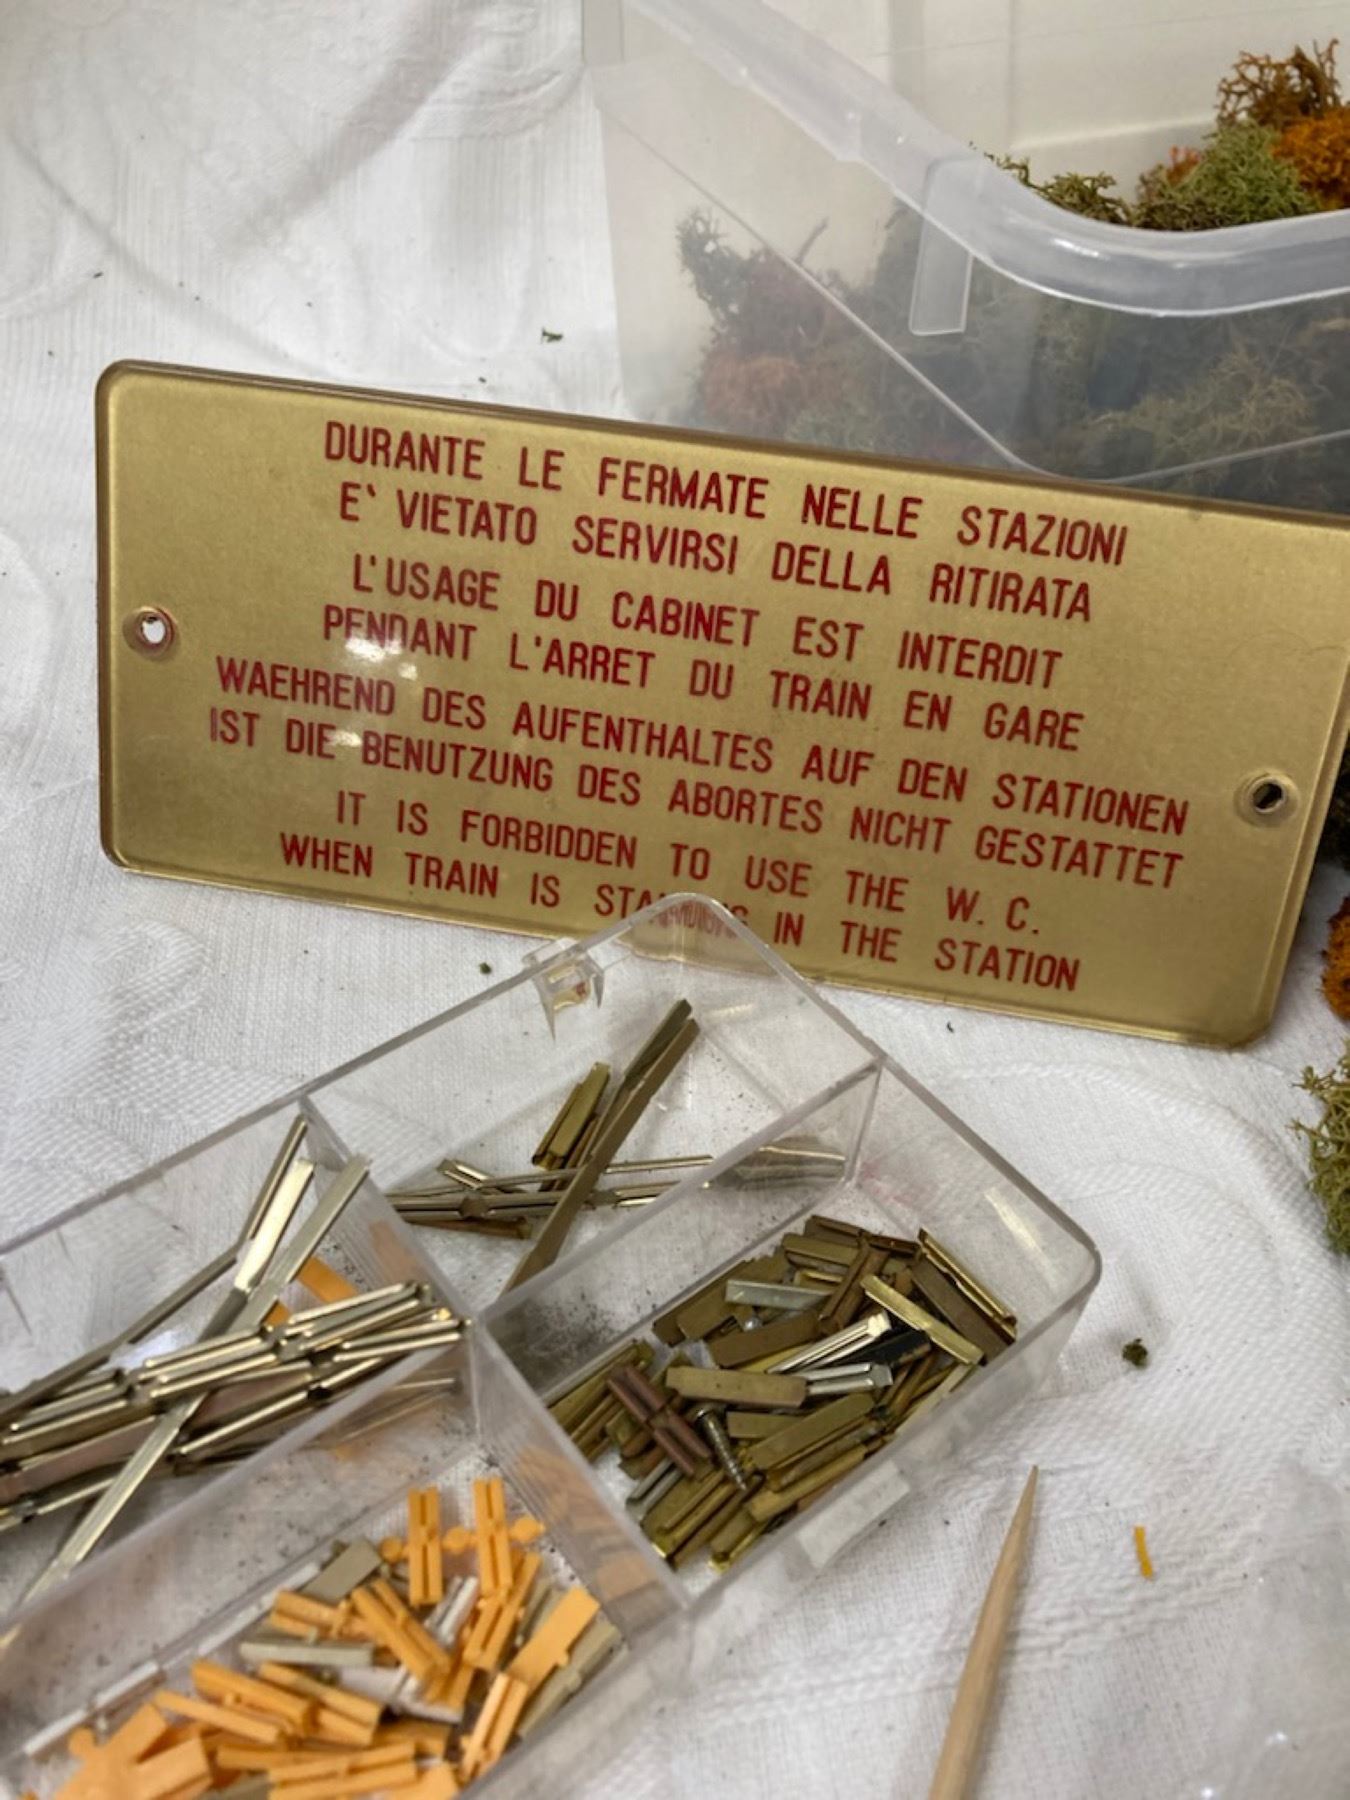 DURANTE LE FERMATE NELLE STAZIONI
E' VIETATO SERVIRSI DELLA RITIRATA
L'USAGE DU CABINET EST INTERDIT
PENDANT L'ARRET DU TRAIN EN GARE
WAEHREND DES AUFENTHALTES AUF DEN STATIONEN
IST DIE BENUTZUNG DES ABORTES NICHT GESTATTET
IT IS FORBIDDEN TO USE THE W. C.
WHEN TRAIN IS STANDING IN THE STATION